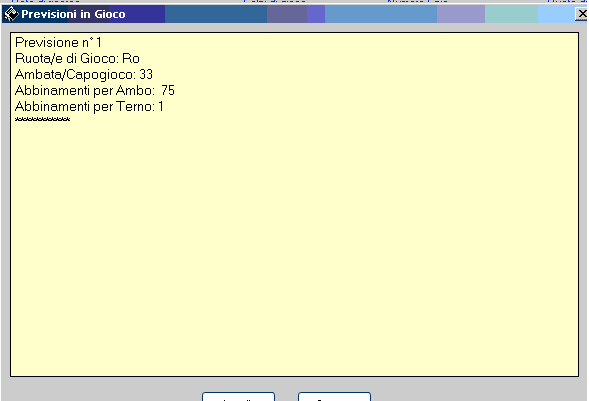 Previsioni in Gioco
Previsione n°1
Ruota/e di Gioco: Ro
Ambata/Capogioco: 33
Abbinamenti per Ambo: 75
Abbinamenti per Terno: 1